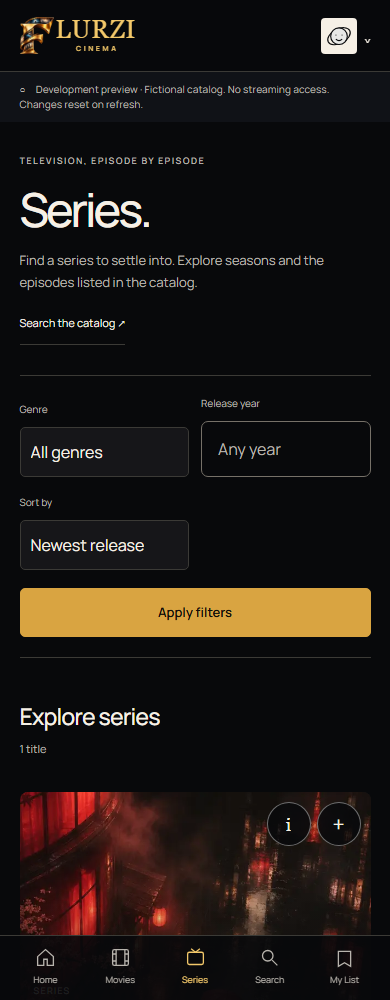 FLURZI
CINEMA
Development preview · Fictional catalog. No streaming access.
Changes reset on refresh.
TELEVISION, EPISODE BY EPISODE
Series.
Find a series to settle into. Explore seasons and the
episodes listed in the catalog.
Search the catalog ↗
Genre
Release year
All genres
Any year
Sort by
Newest release
Apply filters
Explore series
1 title
i +
SERIES
Home Movies Series Search My List